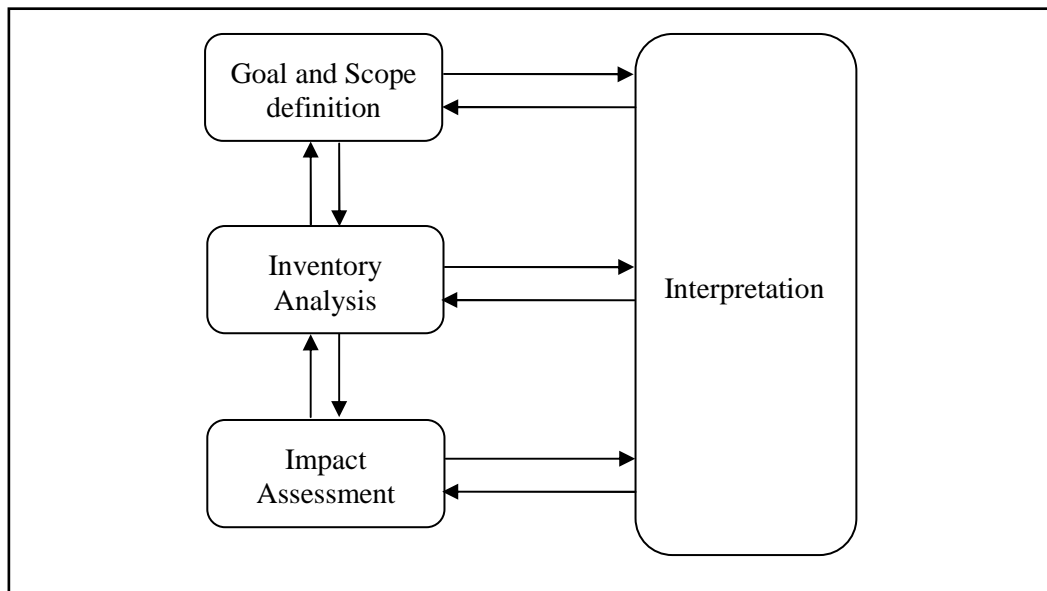 Goal and Scope
definition
Inventory
Analysis
Interpretation
Impact
Assessment